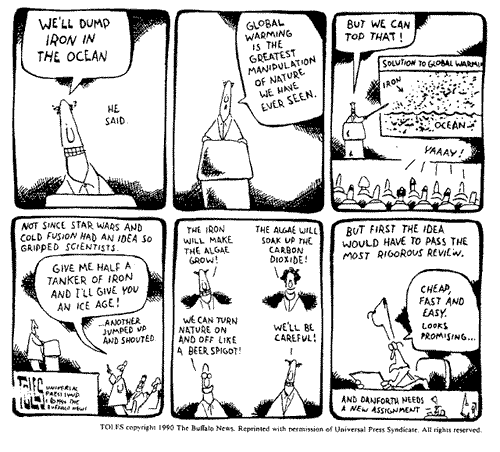 WE'LL DUMP
IRON IN
THE OCEAN
HE
SAID.
GLOBAL
WARMING
IS THE
GREATEST
MANIPULATION
OF NATURE
WE HAVE
EVER SEEN.
BUT WE CAN
TOP THAT!
SOLUTION TO GLOBAL WARMIN
IRON
OCEAN
YAAAY!
NOT SINCE STAR WARS AND
COLD FUSION HAD AN IDEA SO
GRIPPED SCIENTISTS.
GIVE ME HALF A
TANKER OF IRON
AND I'LL GIVE YOU
AN ICE AGE!
...ANOTHER
JUMPED UP
AND SHOUTED
TOLES
UNIVERSAL
PRESS SYND.
©1990 THE
BUFFALO NEWS
THE IRON
WILL MAKE
THE ALGAE
GROW!
THE ALGAE WILL
SOAK UP THE
CARBON
DIOXIDE!
WE CAN TURN
NATURE ON
AND OFF LIKE
A BEER SPIGOT!
WE'LL BE
CAREFUL!
BUT FIRST THE IDEA
WOULD HAVE TO PASS THE
MOST RIGOROUS REVIEW.
CHEAP,
FAST AND
EASY.
LOOKS
PROMISING...
AND DANFORTH NEEDS
A NEW ASSIGNMENT
TOLES copyright 1990 The Buffalo News. Reprinted with permission of Universal Press Syndicate. All rights reserved.